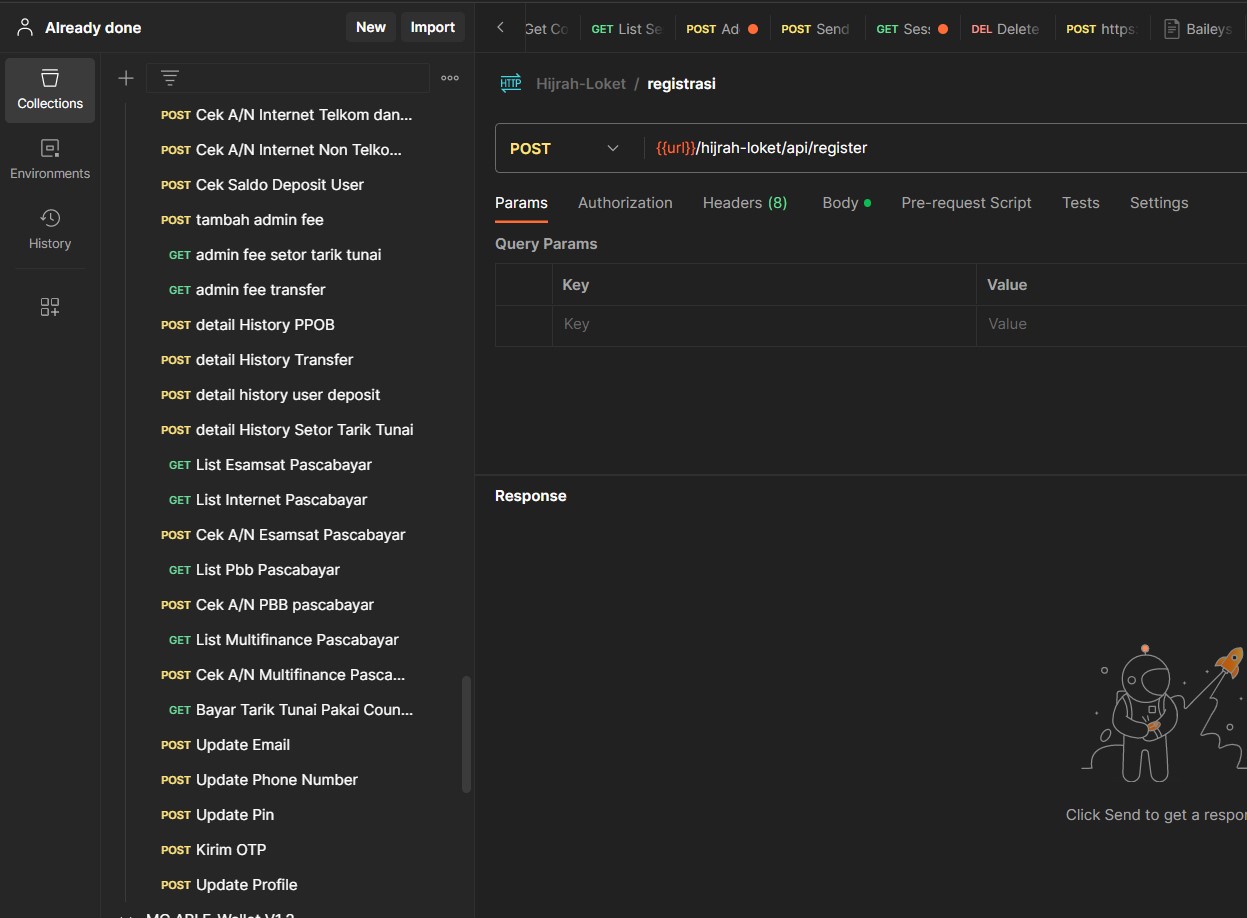 Already done
New
Import
Get Co
GET List Se
POST Ad
POST Send
GET Ses
DEL Delete
POST https:
Baileys
Collections
Environments
History
HTTP Hijrah-Loket / registrasi
POST
{{url}}/hijrah-loket/api/register
Params
Authorization
Headers (8)
Body
Pre-request Script
Tests
Settings
Query Params
Key
Value
Key
Value
Response
Click Send to get a respon
POST Cek A/N Internet Telkom dan...
POST Cek A/N Internet Non Telko...
POST Cek Saldo Deposit User
POST tambah admin fee
GET admin fee setor tarik tunai
GET admin fee transfer
POST detail History PPOB
POST detail History Transfer
POST detail history user deposit
POST detail History Setor Tarik Tunai
GET List Esamsat Pascabayar
GET List Internet Pascabayar
POST Cek A/N Esamsat Pascabayar
GET List Pbb Pascabayar
POST Cek A/N PBB pascabayar
GET List Multifinance Pascabayar
POST Cek A/N Multifinance Pasca...
GET Bayar Tarik Tunai Pakai Coun...
POST Update Email
POST Update Phone Number
POST Update Pin
POST Kirim OTP
POST Update Profile